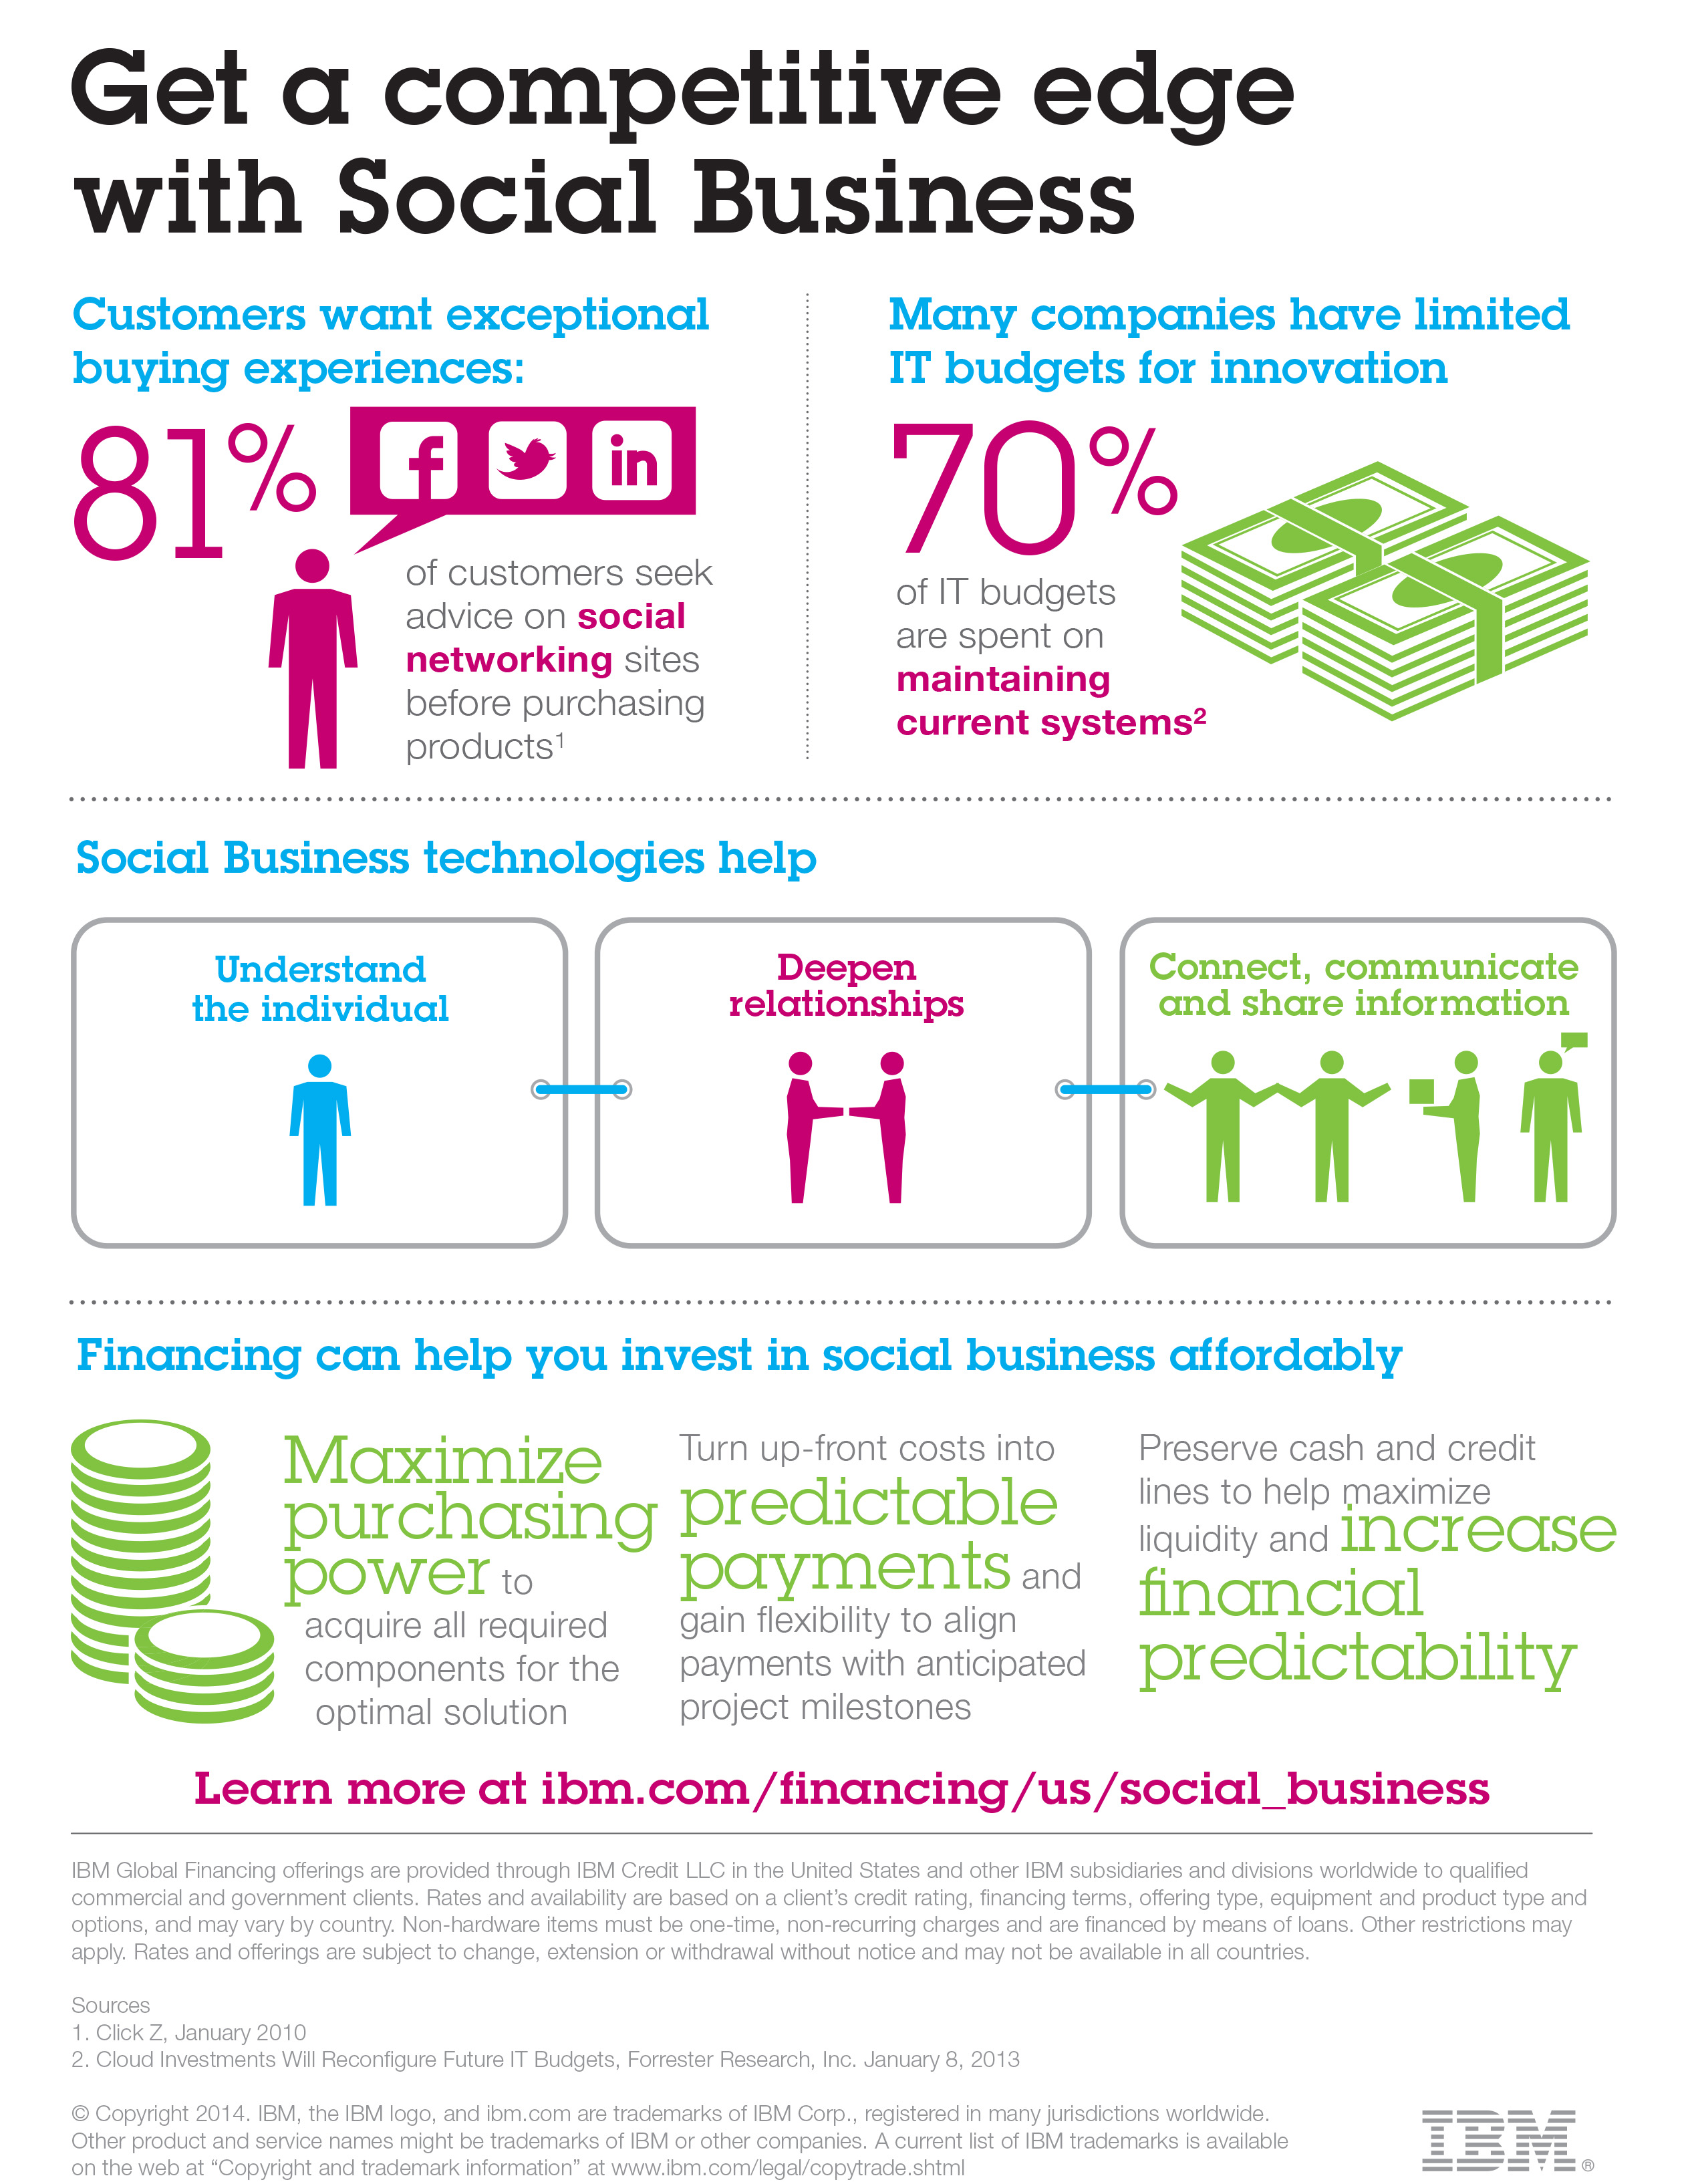 Get a competitive edge
with Social Business
Customers want exceptional
buying experiences:
81%
of customers seek
advice on social
networking sites
before purchasing
products1
Many companies have limited
IT budgets for innovation
70%
of IT budgets
are spent on
maintaining
current systems2
Social Business technologies help
Understand
the individual
Deepen
relationships
Connect, communicate
and share information
Financing can help you invest in social business affordably
Maximize
purchasing
power to
acquire all required
components for the
optimal solution
Turn up-front costs into
predictable
payments and
gain flexibility to align
payments with anticipated
project milestones
Preserve cash and credit
lines to help maximize
liquidity and increase
financial
predictability
Learn more at ibm.com/financing/us/social_business
IBM Global Financing offerings are provided through IBM Credit LLC in the United States and other IBM subsidiaries and divisions worldwide to qualified
commercial and government clients. Rates and availability are based on a client’s credit rating, financing terms, offering type, equipment and product type and
options, and may vary by country. Non-hardware items must be one-time, non-recurring charges and are financed by means of loans. Other restrictions may
apply. Rates and offerings are subject to change, extension or withdrawal without notice and may not be available in all countries.
Sources
1. Click Z, January 2010
2. Cloud Investments Will Reconfigure Future IT Budgets, Forrester Research, Inc. January 8, 2013
© Copyright 2014. IBM, the IBM logo, and ibm.com are trademarks of IBM Corp., registered in many jurisdictions worldwide.
Other product and service names might be trademarks of IBM or other companies. A current list of IBM trademarks is available
on the web at “Copyright and trademark information” at www.ibm.com/legal/copytrade.shtml
IBM®